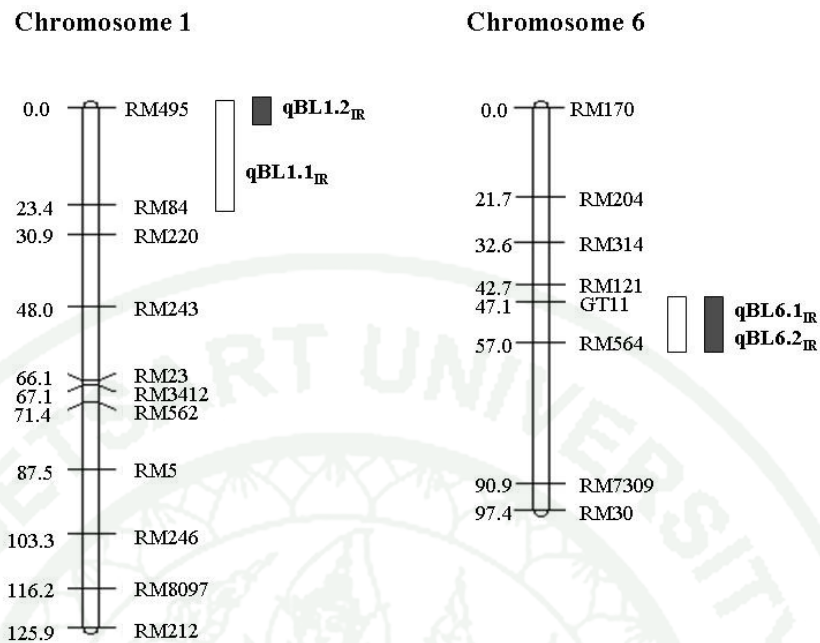 Chromosome 1
0.0 RM495
qBL1.2IR
qBL1.1IR
23.4 RM84
30.9 RM220
48.0 RM243
66.1 RM23
67.1 RM3412
71.4 RM562
87.5 RM5
103.3 RM246
116.2 RM8097
125.9 RM212
Chromosome 6
0.0 RM170
21.7 RM204
32.6 RM314
42.7 RM121
47.1 GT11
qBL6.1IR
57.0 RM564
qBL6.2IR
90.9 RM7309
97.4 RM30
ETSART UNIVERSITY